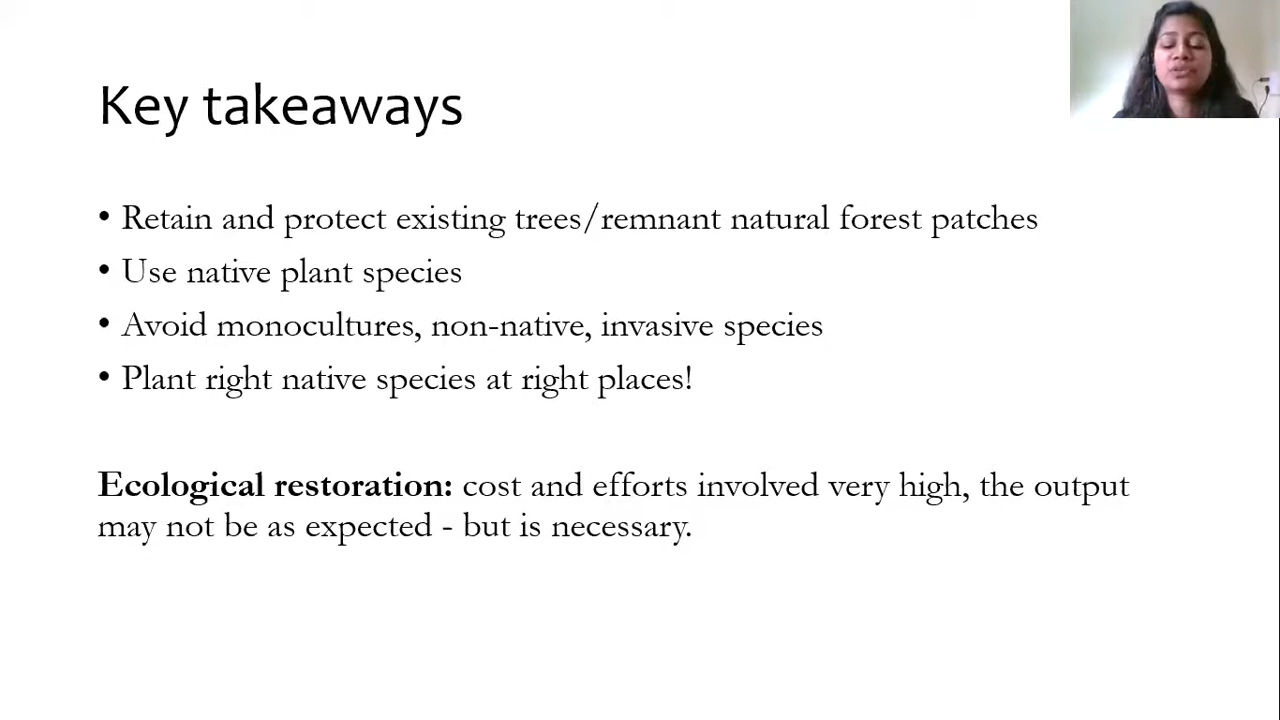 Key takeaways
• Retain and protect existing trees/remnant natural forest patches
• Use native plant species
• Avoid monocultures, non-native, invasive species
• Plant right native species at right places!
Ecological restoration: cost and efforts involved very high, the output
may not be as expected - but is necessary.